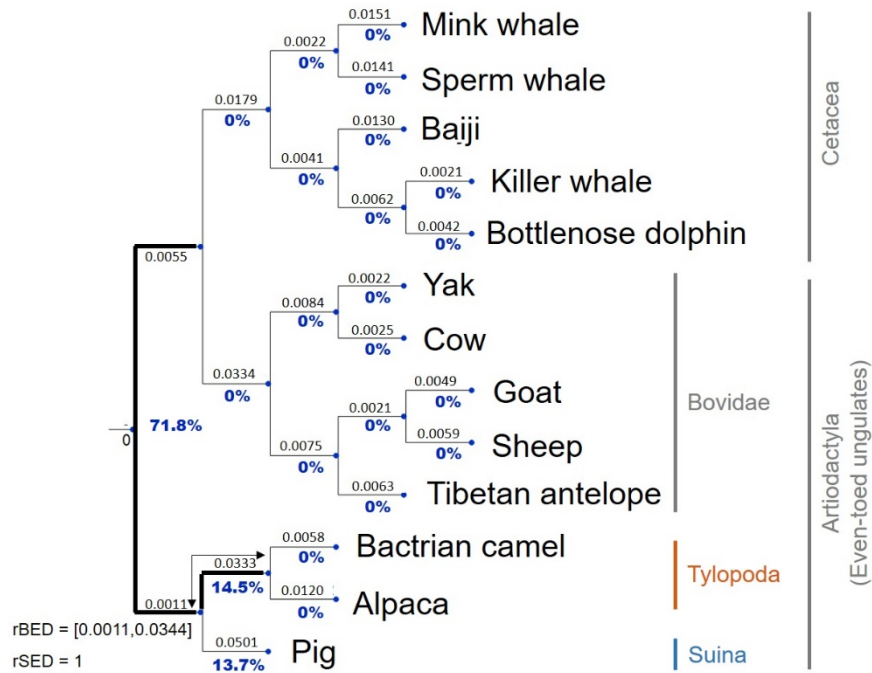 0.0151
Mink whale
0%
0.0022
0%
0.0141
Sperm whale
0%
0.0179
0%
0.0130
Baiji
0%
0.0041
0%
0.0021
Killer whale
0%
0.0062
0%
0.0042
Bottlenose dolphin
0%
Cetacea
0.0055
0.0022
Yak
0%
0.0084
0%
0.0025
Cow
0%
0.0334
0%
0.0049
Goat
0%
0.0021
0%
0.0059
Sheep
0%
0.0075
0%
0.0063
Tibetan antelope
0%
Bovidae
-
0
71.8%
Artiodactyla
(Even-toed ungulates)
0.0058
Bactrian camel
0%
0.0333
14.5%
0.0120
Alpaca
0%
Tylopoda
0.0011
rBED = [0.0011,0.0344]
rSED = 1
0.0501
Pig
13.7%
Suina